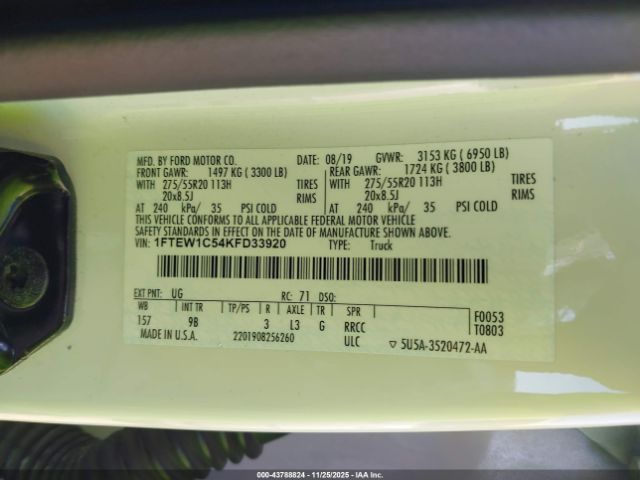 MFD. BY FORD MOTOR CO. 08/19 GVWR: 3153 KG ( 6950 LB)
FRONT GAWR: 1497 KG ( 3300 LB) REAR GAWR: 1724 KG ( 3800 LB)
WITH 275/55R20 113H TIRES WITH 275/55R20 113H TIRES
20x8.5J RIMS 20x8.5J RIMS
AT 240 kPa/ 35 PSI COLD AT 240 kPa/ 35 PSI COLD
THIS VEHICLE CONFORMS TO ALL APPLICABLE FEDERAL MOTOR VEHICLE
SAFETY STANDARDS IN EFFECT ON THE DATE OF MANUFACTURE SHOWN ABOVE.
VIN: 1FTEW1C54KFD33920 TYPE: Truck
EXT PNT: UG RC: 71 DSO:
WB INT TR TP/PS R AXLE TR SPR F0053
157 9B 3 L3 G RRCC T0803
MADE IN U.S.A. 2201908256260 ULC ▽ 5U5A-3520472-AA
00-43788824 | 11/25/2025 - IAA, Inc.